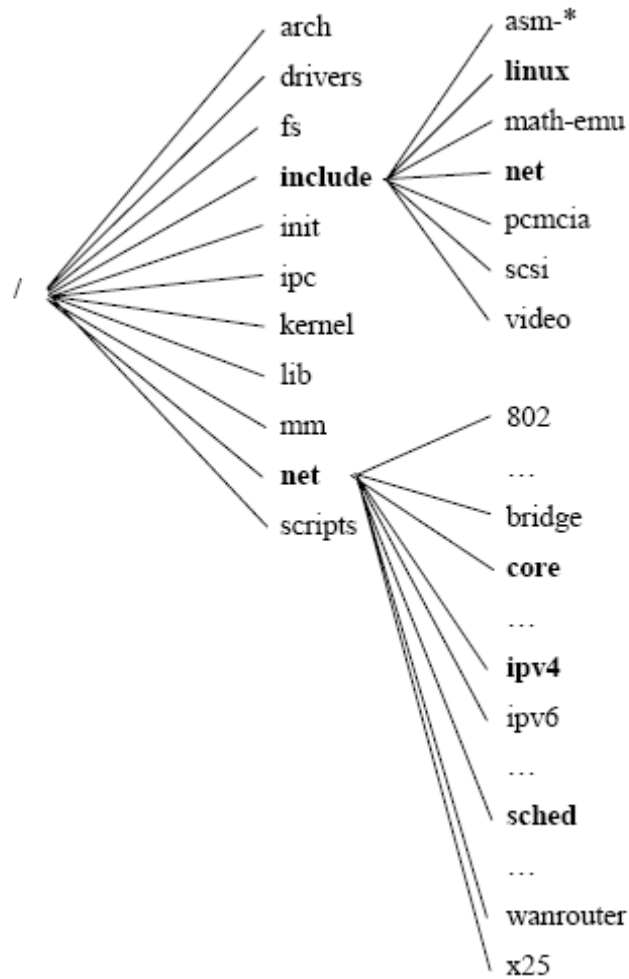 /
arch
drivers
fs
include
init
ipc
kernel
lib
mm
net
scripts
asm-*
linux
math-emu
net
pcmcia
scsi
video
802
…
bridge
core
…
ipv4
ipv6
…
sched
…
wanrouter
x25